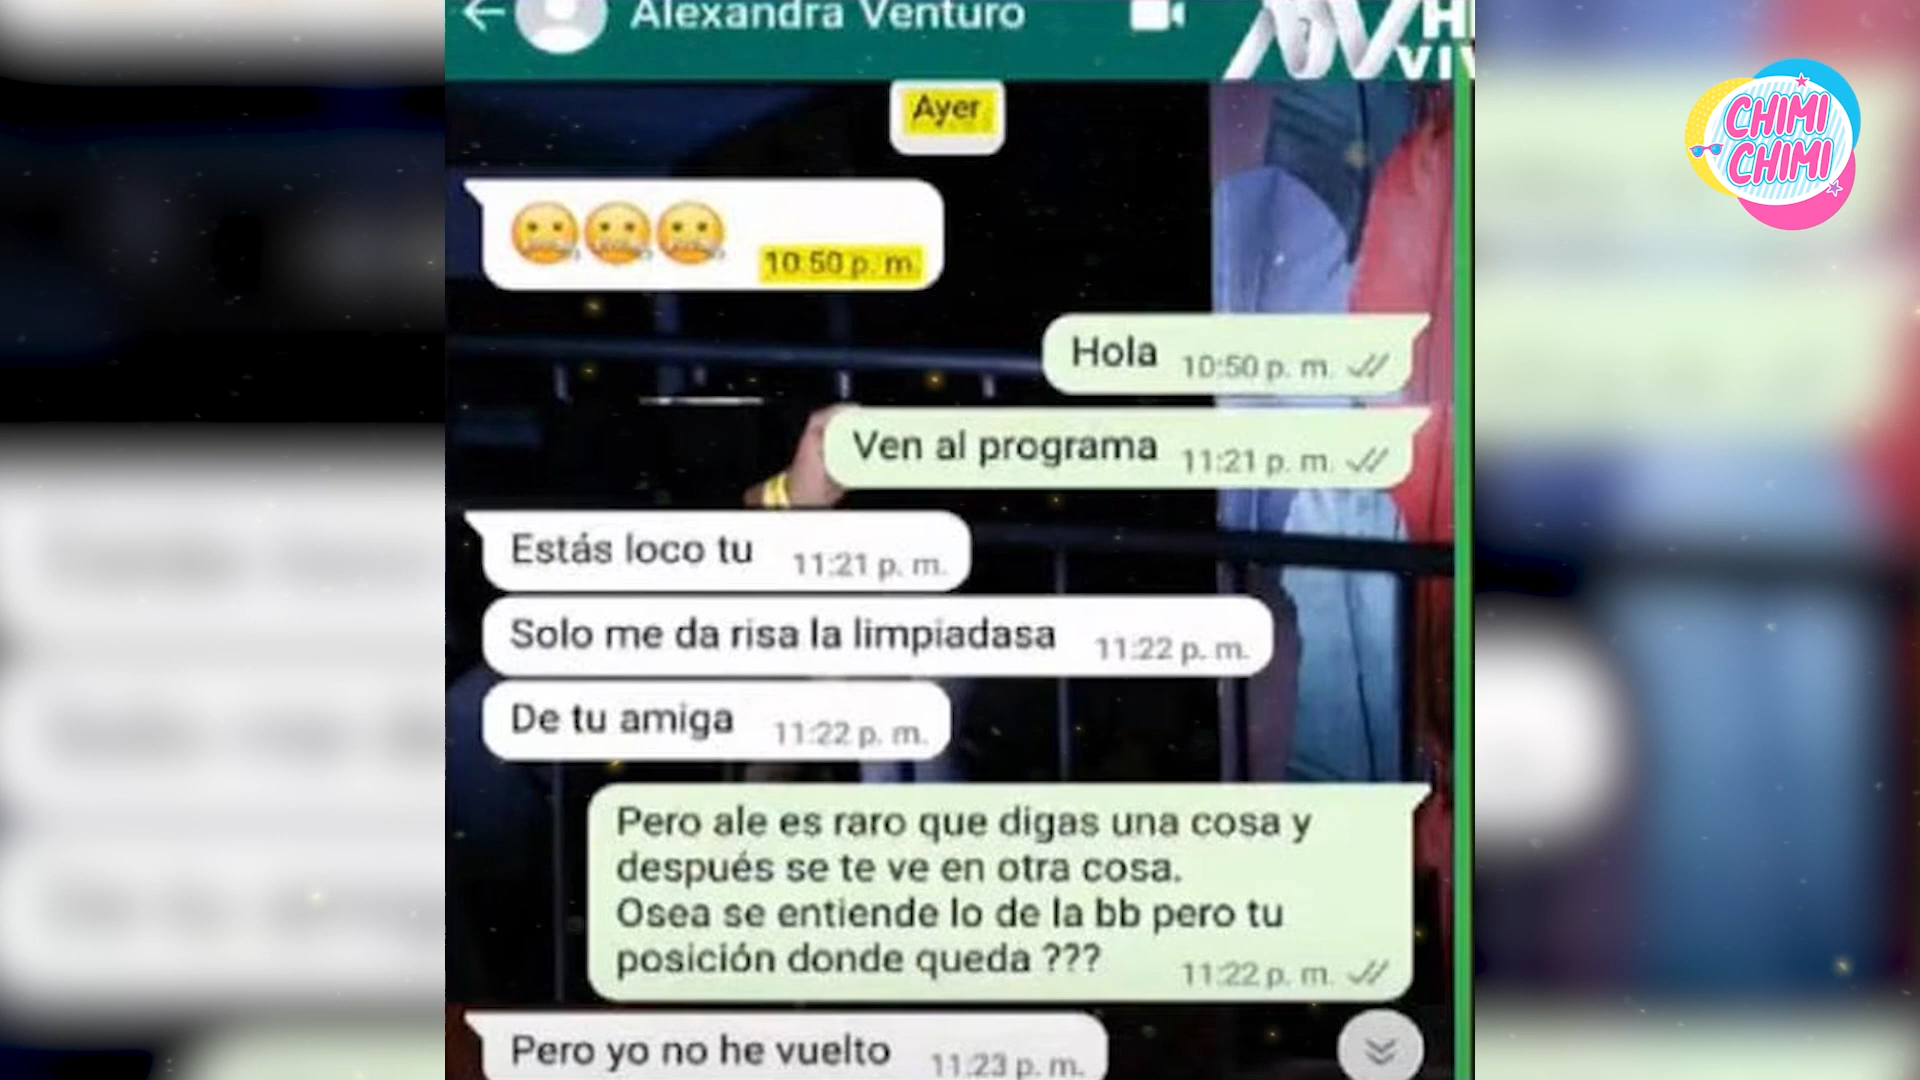 Alexandra Venturo
Ayer
10:50 p. m.
Hola 10:50 p. m.
Ven al programa 11:21 p. m.
Estás loco tu 11:21 p. m.
Solo me da risa la limpiadasa 11:22 p. m.
De tu amiga 11:22 p. m.
Pero ale es raro que digas una cosa y
después se te ve en otra cosa.
Osea se entiende lo de la bb pero tu
posición donde queda ??? 11:22 p. m.
Pero yo no he vuelto 11:23 p. m.
CHIMI
CHIMI